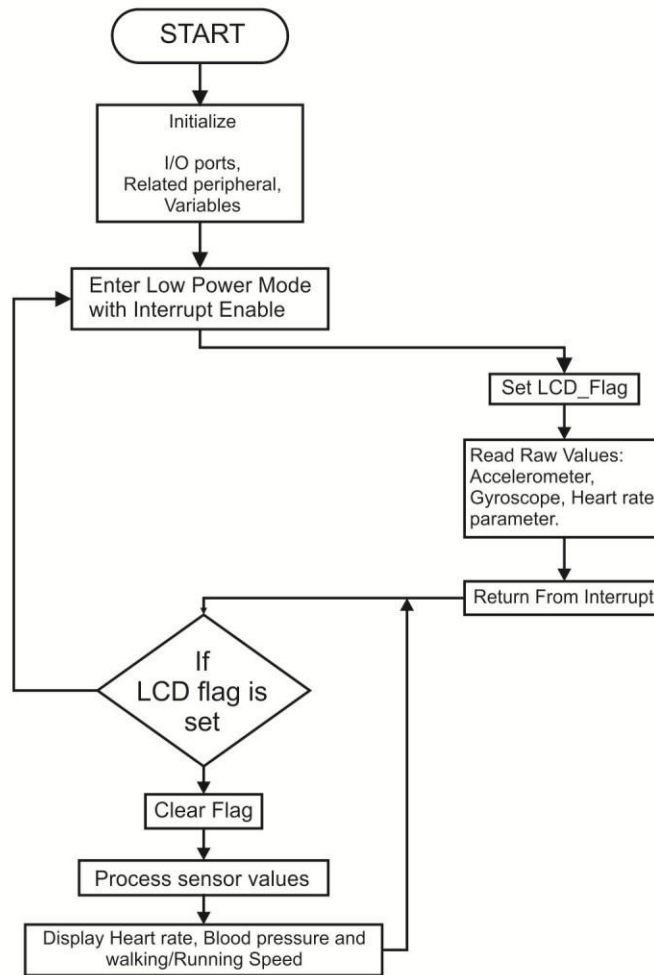 START
Initialize
I/O ports,
Related peripheral,
Variables
Enter Low Power Mode
with Interrupt Enable
Set LCD_Flag
Read Raw Values:
Accelerometer,
Gyroscope, Heart rate
parameter.
Return From Interrupt
If
LCD flag is
set
Clear Flag
Process sensor values
Display Heart rate, Blood pressure and
walking/Running Speed